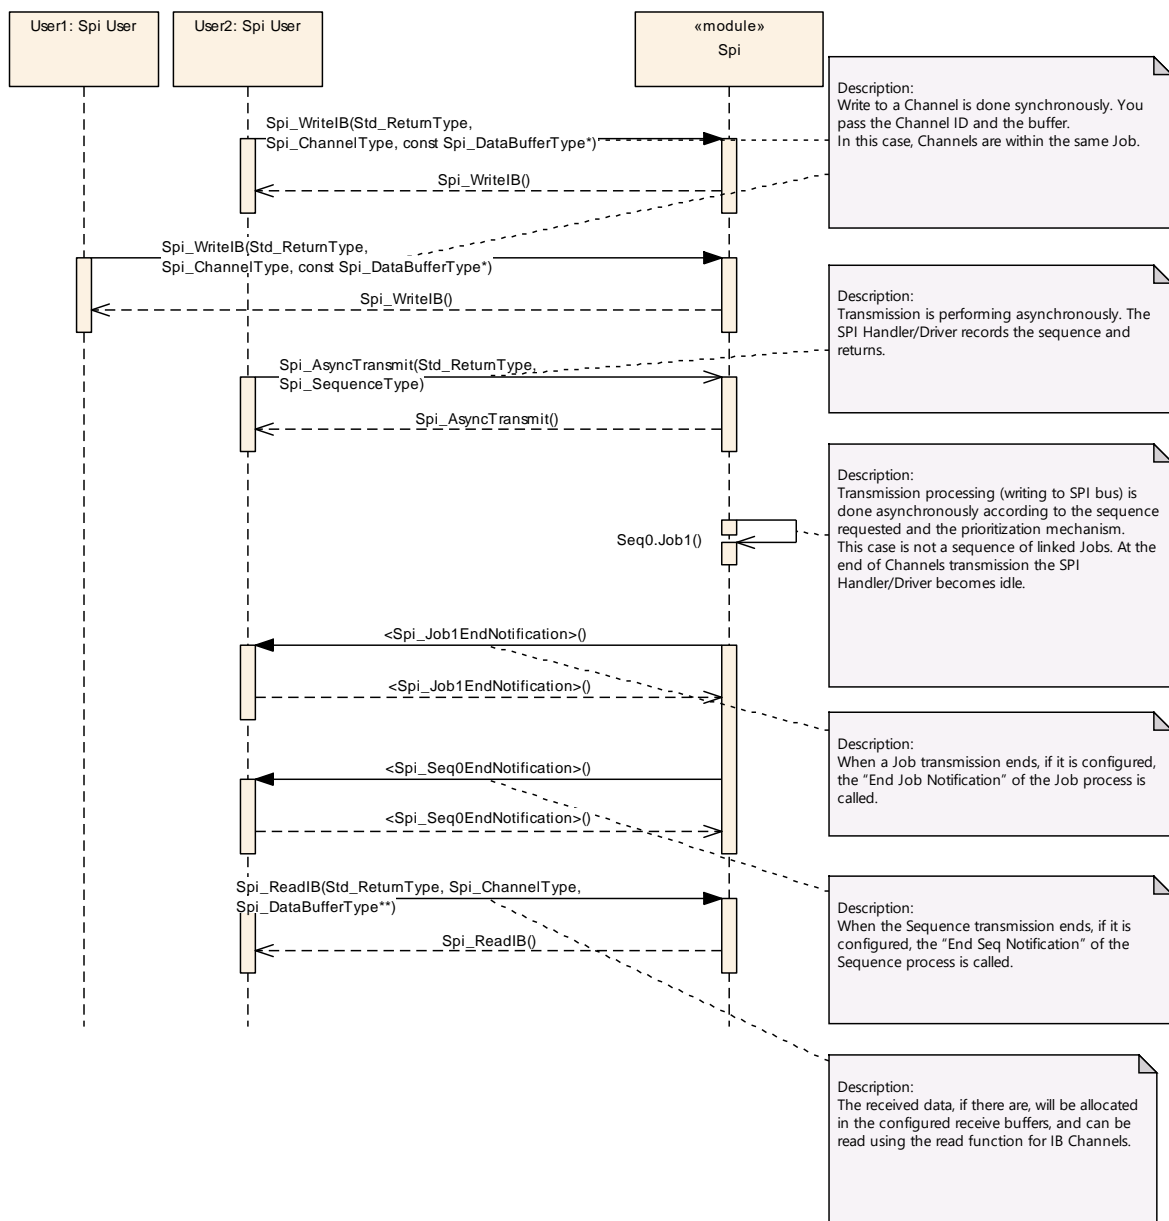 User1: Spi User
User2: Spi User
«module»
Spi
Description:
Write to a Channel is done synchronously. You
pass the Channel ID and the buffer.
In this case, Channels are within the same Job.
Spi_WriteIB(Std_ReturnType,
Spi_ChannelType, const Spi_DataBufferType*)
Spi_WriteIB()
Spi_WriteIB(Std_ReturnType,
Spi_ChannelType, const Spi_DataBufferType*)
Spi_WriteIB()
Description:
Transmission is performing asynchronously. The
SPI Handler/Driver records the sequence and
returns.
Spi_AsyncTransmit(Std_ReturnType,
Spi_SequenceType)
Spi_AsyncTransmit()
Description:
Transmission processing (writing to SPI bus) is
done asynchronously according to the sequence
requested and the prioritization mechanism.
This case is not a sequence of linked Jobs. At the
end of Channels transmission the SPI
Handler/Driver becomes idle.
Seq0.Job1()
<Spi_Job1EndNotification>()
<Spi_Job1EndNotification>()
Description:
When a Job transmission ends, if it is configured,
the “End Job Notification” of the Job process is
called.
<Spi_Seq0EndNotification>()
<Spi_Seq0EndNotification>()
Spi_ReadIB(Std_ReturnType, Spi_ChannelType,
Spi_DataBufferType**)
Spi_ReadIB()
Description:
When the Sequence transmission ends, if it is
configured, the “End Seq Notification” of the
Sequence process is called.
Description:
The received data, if there are, will be allocated
in the configured receive buffers, and can be
read using the read function for IB Channels.